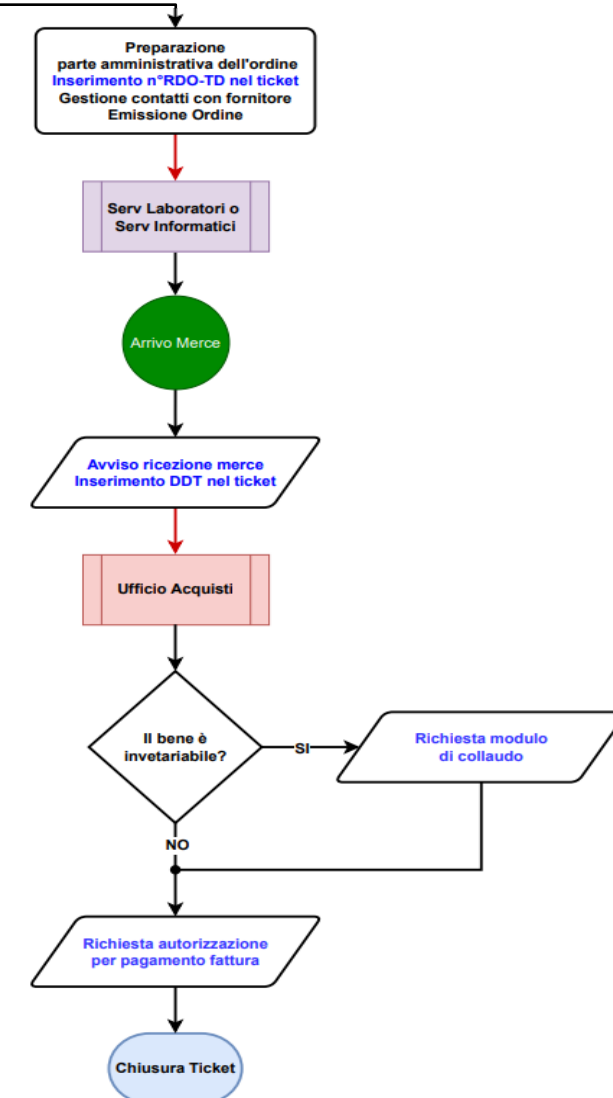 Preparazione
parte amministrativa dell'ordine
Inserimento n°RDO-TD nel ticket
Gestione contatti con fornitore
Emissione Ordine
Serv Laboratori o
Serv Informatici
Arrivo Merce
Avviso ricezione merce
Inserimento DDT nel ticket
Ufficio Acquisti
Il bene è
invetariabile?
SI
Richiesta modulo
di collaudo
NO
Richiesta autorizzazione
per pagamento fattura
Chiusura Ticket